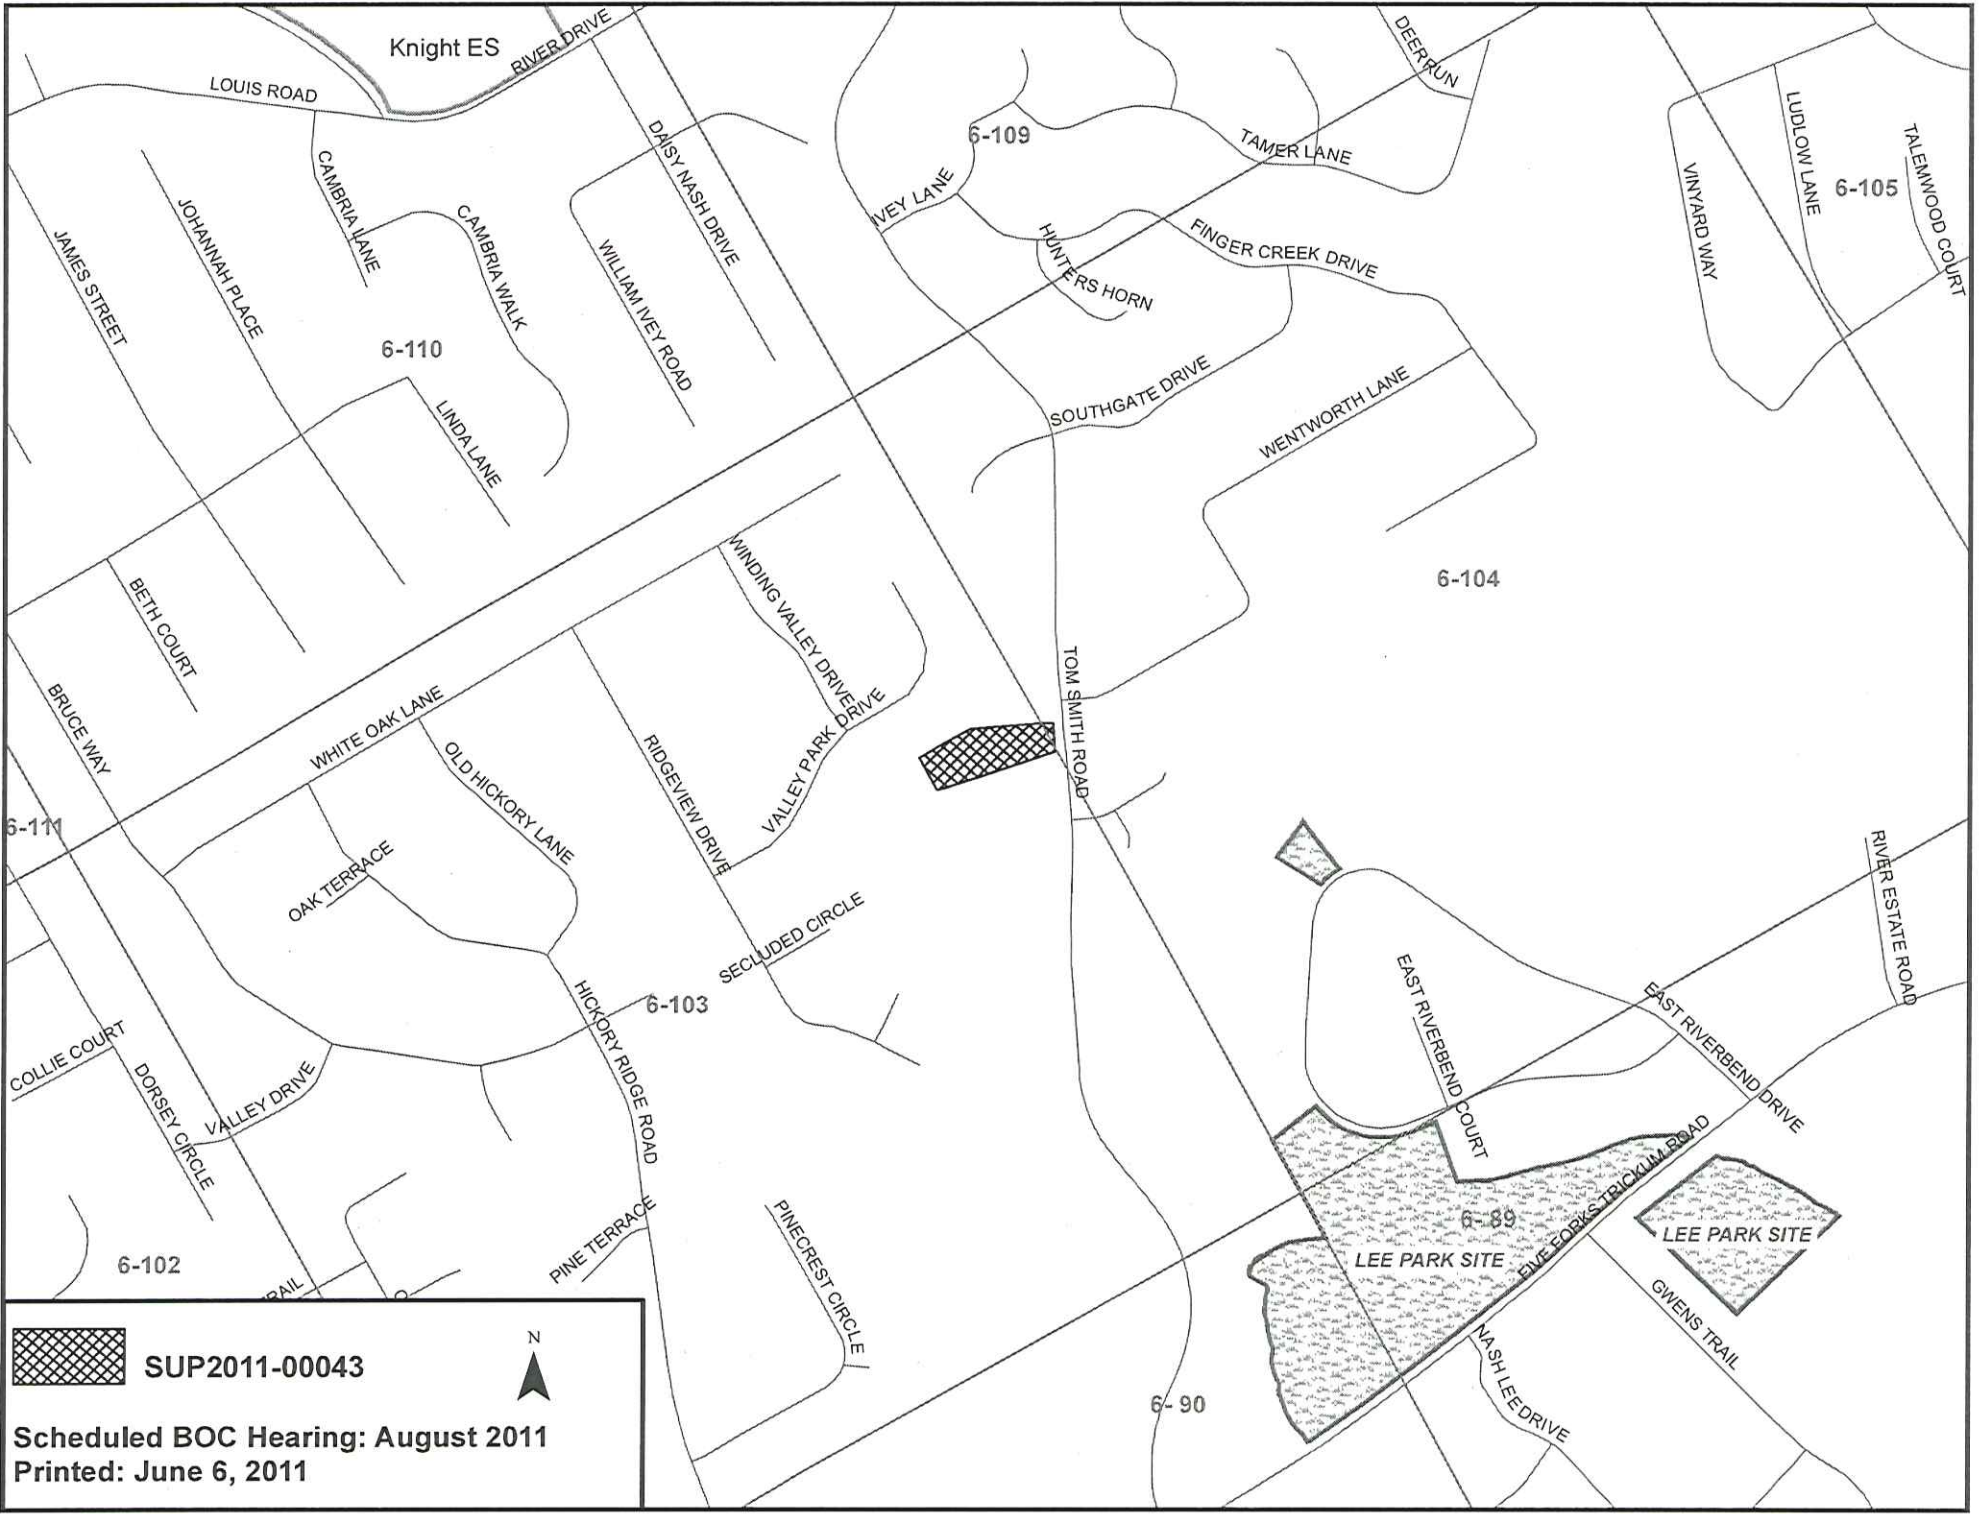 Knight ES
RIVER DRIVE
LOUIS ROAD
DEER RUN
6-109
TAMER LANE
LUDLOW LANE
TALEMWOOD COURT
6-105
VINYARD WAY
DAISY NASH DRIVE
CAMBRIA LANE
CAMBRIA WALK
JOHANNAH PLACE
JAMES STREET
WILLIAM IVEY ROAD
IVEY LANE
HUNTERS HORN
FINGER CREEK DRIVE
6-110
LINDA LANE
SOUTHGATE DRIVE
WENTWORTH LANE
6-104
BETH COURT
WINDING VALLEY DRIVE
BRUCE WAY
WHITE OAK LANE
OLD HICKORY LANE
RIDGEVIEW DRIVE
VALLEY PARK DRIVE
TOM SMITH ROAD
6-111
OAK TERRACE
SECLUDED CIRCLE
RIVER ESTATE ROAD
6-103
EAST RIVERBEND COURT
EAST RIVERBEND DRIVE
COLLIE COURT
DORSEY CIRCLE
VALLEY DRIVE
HICKORY RIDGE ROAD
PINE TERRACE
PINECREST CIRCLE
FIVE FORKS TRICKUM ROAD
6-89
LEE PARK SITE
LEE PARK SITE
6-102
RAIL
GWENS TRAIL
NASH LEE DRIVE
6-90
N
SUP2011-00043
Scheduled BOC Hearing: August 2011
Printed: June 6, 2011